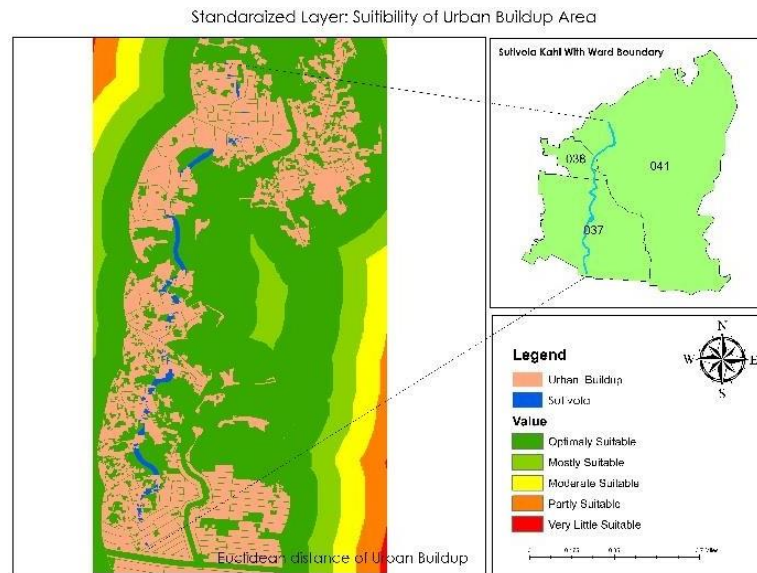 Standaraized Layer: Suitibility of Urban Buildup Area
Sutivola Kahl With Ward Boundary
038
041
037
N
W
E
S
Legend
Urban Buildup
Sutivola
Value
Optimaly Suitable
Mostly Suitable
Moderate Suitable
Partly Suitable
Very Little Suitable
Euclidean distance of Urban Buildup
0